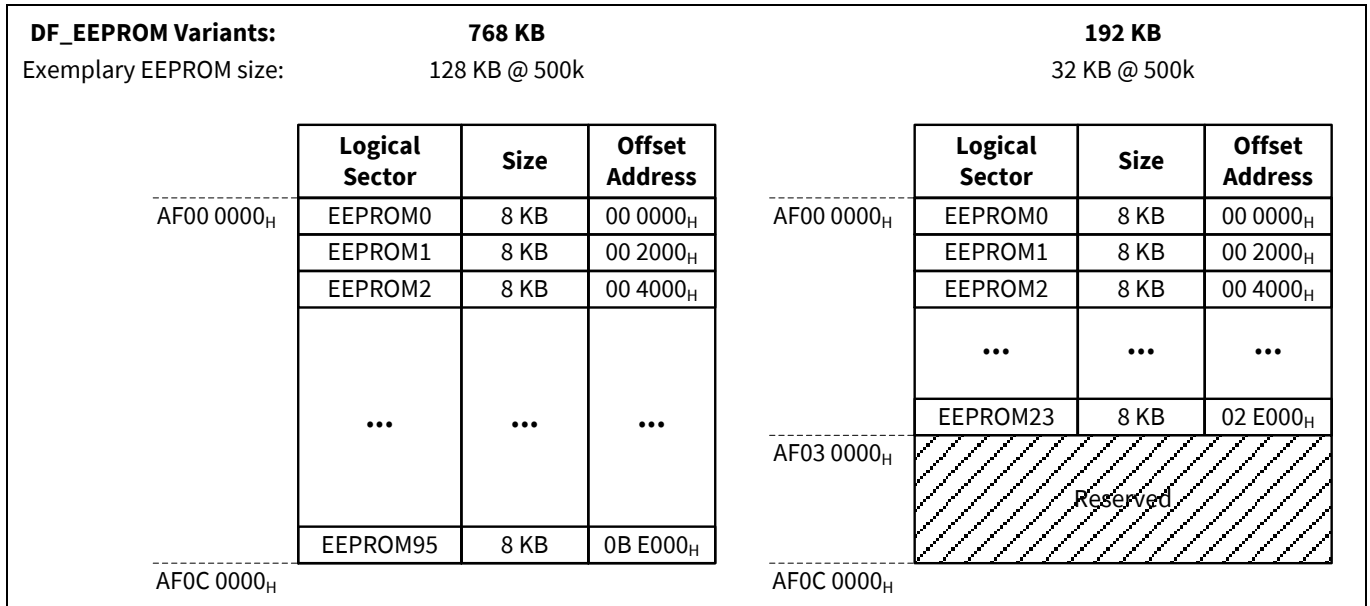 DF_EEPROM Variants: 768 KB 192 KB
Exemplary EEPROM size: 128 KB @ 500k 32 KB @ 500k
Logical Sector Size Offset Address Logical Sector Size Offset Address
AF00 0000H EEPROM0 8 KB 00 0000H AF00 0000H EEPROM0 8 KB 00 0000H
EEPROM1 8 KB 00 2000H EEPROM1 8 KB 00 2000H
EEPROM2 8 KB 00 4000H EEPROM2 8 KB 00 4000H
... ... ...
... ... ... EEPROM23 8 KB 02 E000H
AF03 0000H
Reserved
EEPROM95 8 KB 0B E000H
AF0C 0000H AF0C 0000H